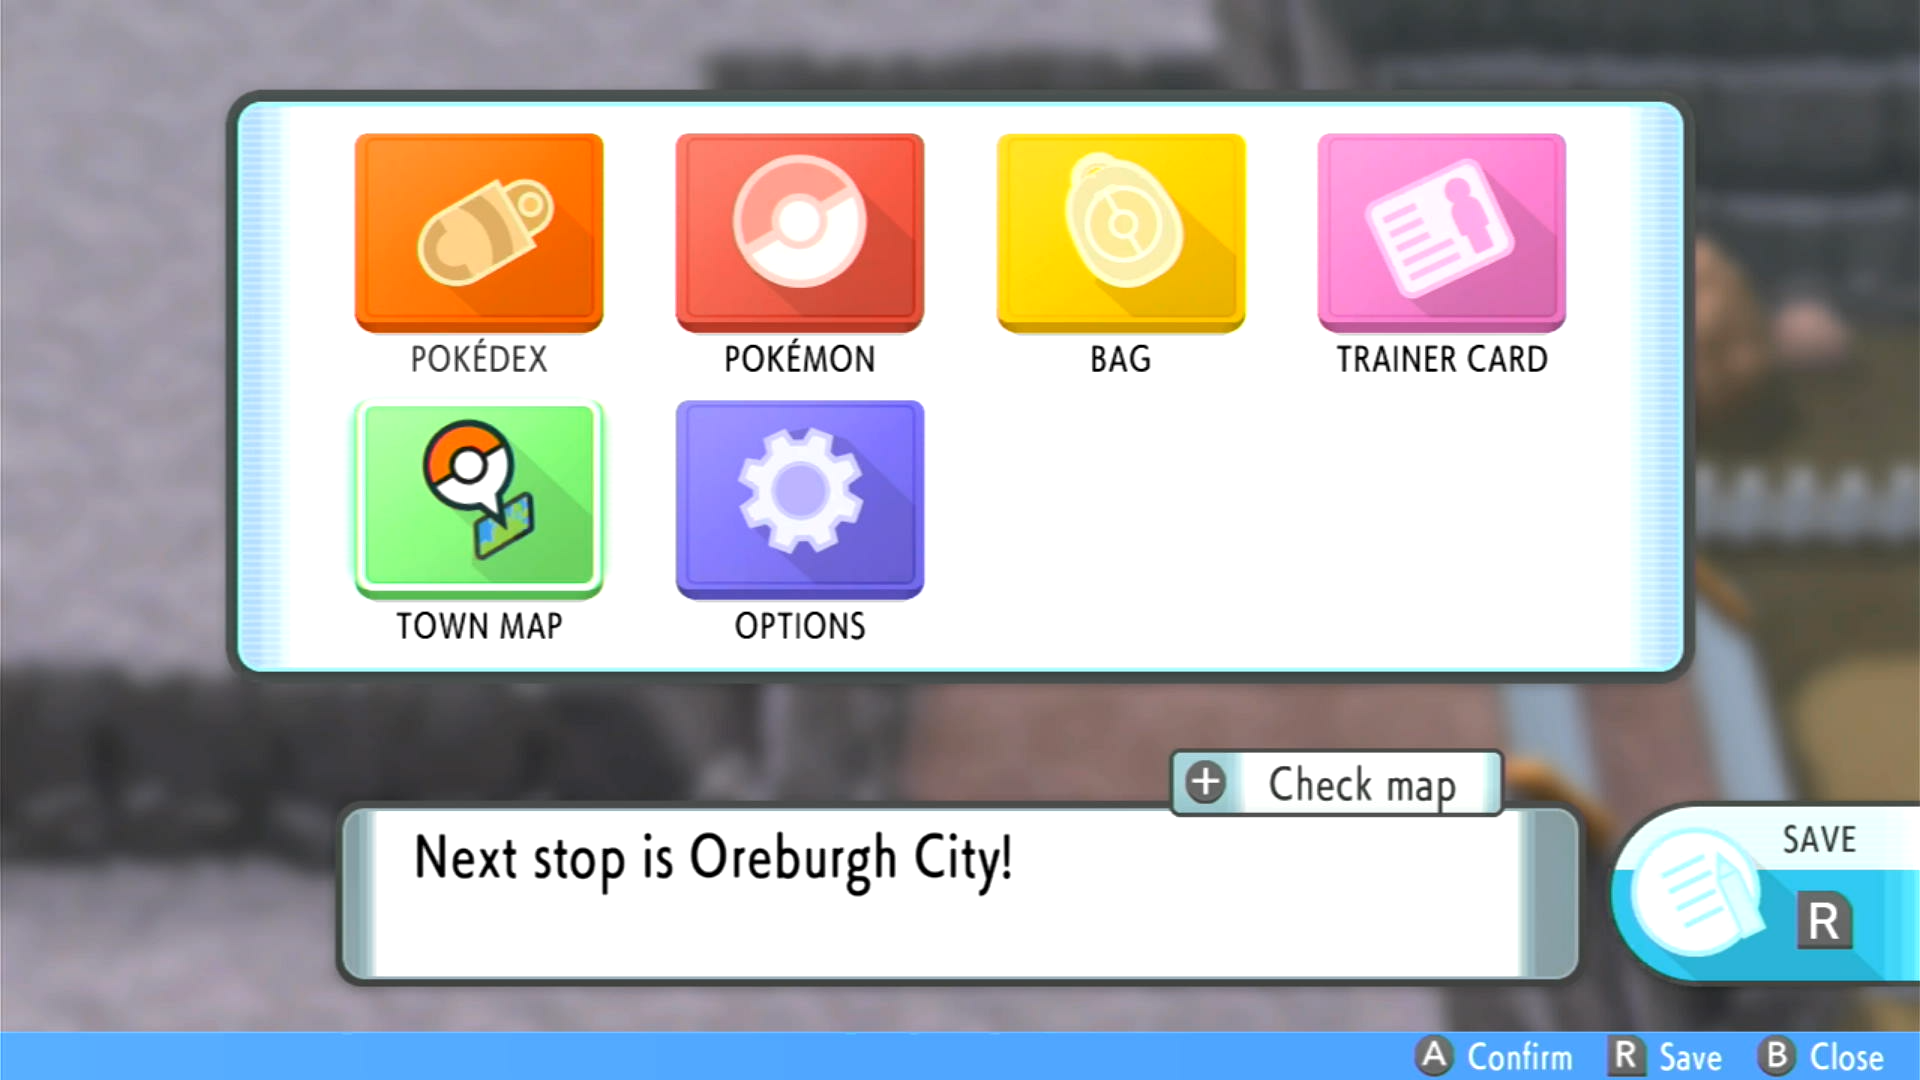 POKÉDEX
POKÉMON
BAG
TRAINER CARD
TOWN MAP
OPTIONS
+ Check map
Next stop is Oreburgh City!
SAVE
R
A Confirm R Save B Close